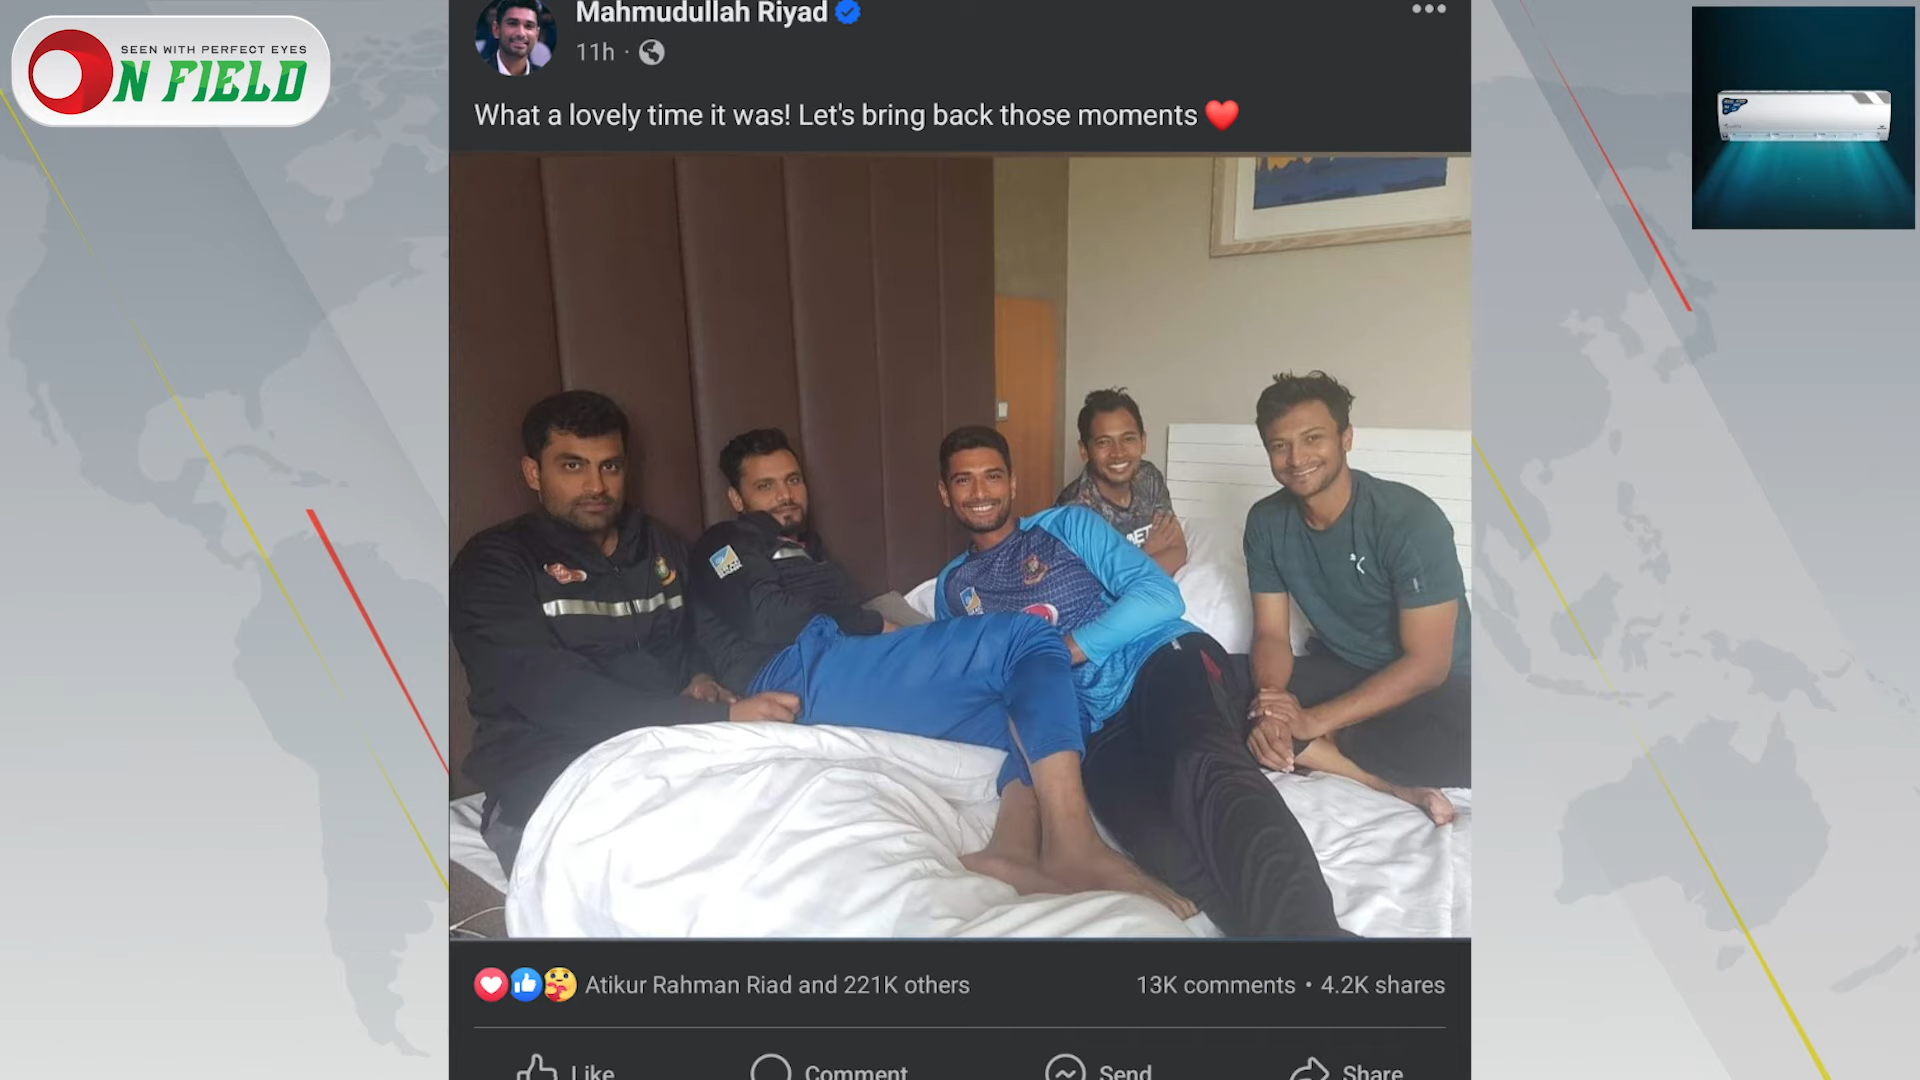 SEEN WITH PERFECT EYES
ON FIELD
Mahmudullah Riyad
11h ·
What a lovely time it was! Let's bring back those moments ❤️
Atikur Rahman Riad and 221K others
13K comments • 4.2K shares
Like
Comment
Send
Share